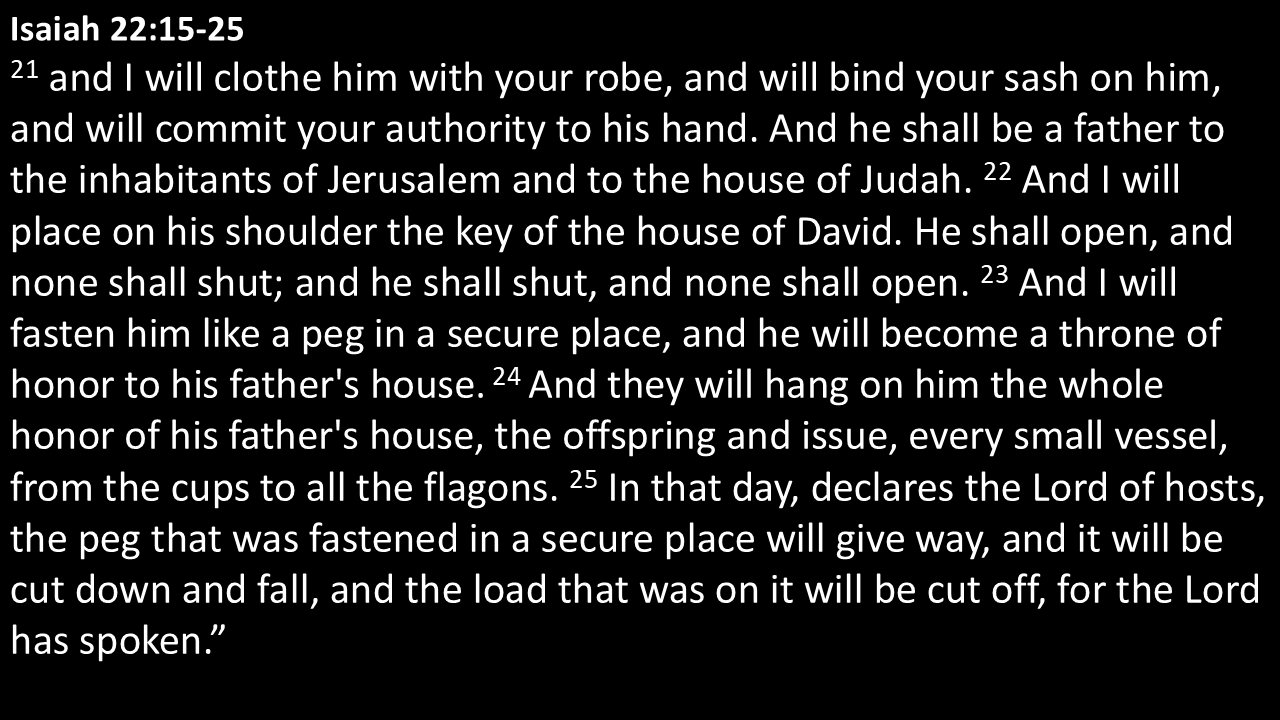 Isaiah 22:15-25
21 and I will clothe him with your robe, and will bind your sash on him,
and will commit your authority to his hand. And he shall be a father to
the inhabitants of Jerusalem and to the house of Judah. 22 And I will
place on his shoulder the key of the house of David. He shall open, and
none shall shut; and he shall shut, and none shall open. 23 And I will
fasten him like a peg in a secure place, and he will become a throne of
honor to his father's house. 24 And they will hang on him the whole
honor of his father's house, the offspring and issue, every small vessel,
from the cups to all the flagons. 25 In that day, declares the Lord of hosts,
the peg that was fastened in a secure place will give way, and it will be
cut down and fall, and the load that was on it will be cut off, for the Lord
has spoken.”